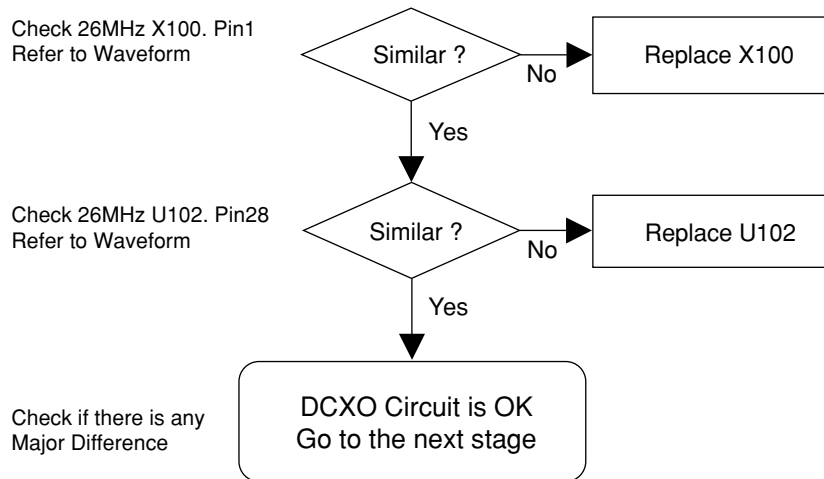 Check 26MHz X100. Pin1
Refer to Waveform
Similar ?
No
Replace X100
Yes
Check 26MHz U102. Pin28
Refer to Waveform
Similar ?
No
Replace U102
Yes
Check if there is any
Major Difference
DCXO Circuit is OK
Go to the next stage